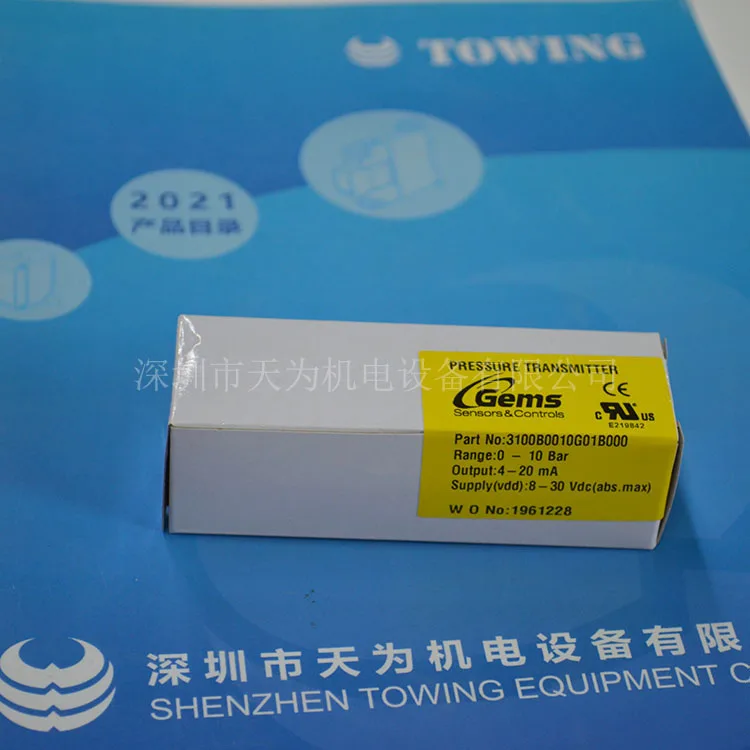 TOWING
2021
产品目录
深圳市天为机电设备有限公司
PRESSURE TRANSMITTER
Gems
Sensors & Controls
CE
C UL US
E219842
Part No:3100B0010G01B000
Range:0 - 10 Bar
Output:4-20 mA
Supply(vdd):8-30 Vdc(abs.max)
W O No:1961228
深圳市天为机电设备有限
SHENZHEN TOWING EQUIPMENT C